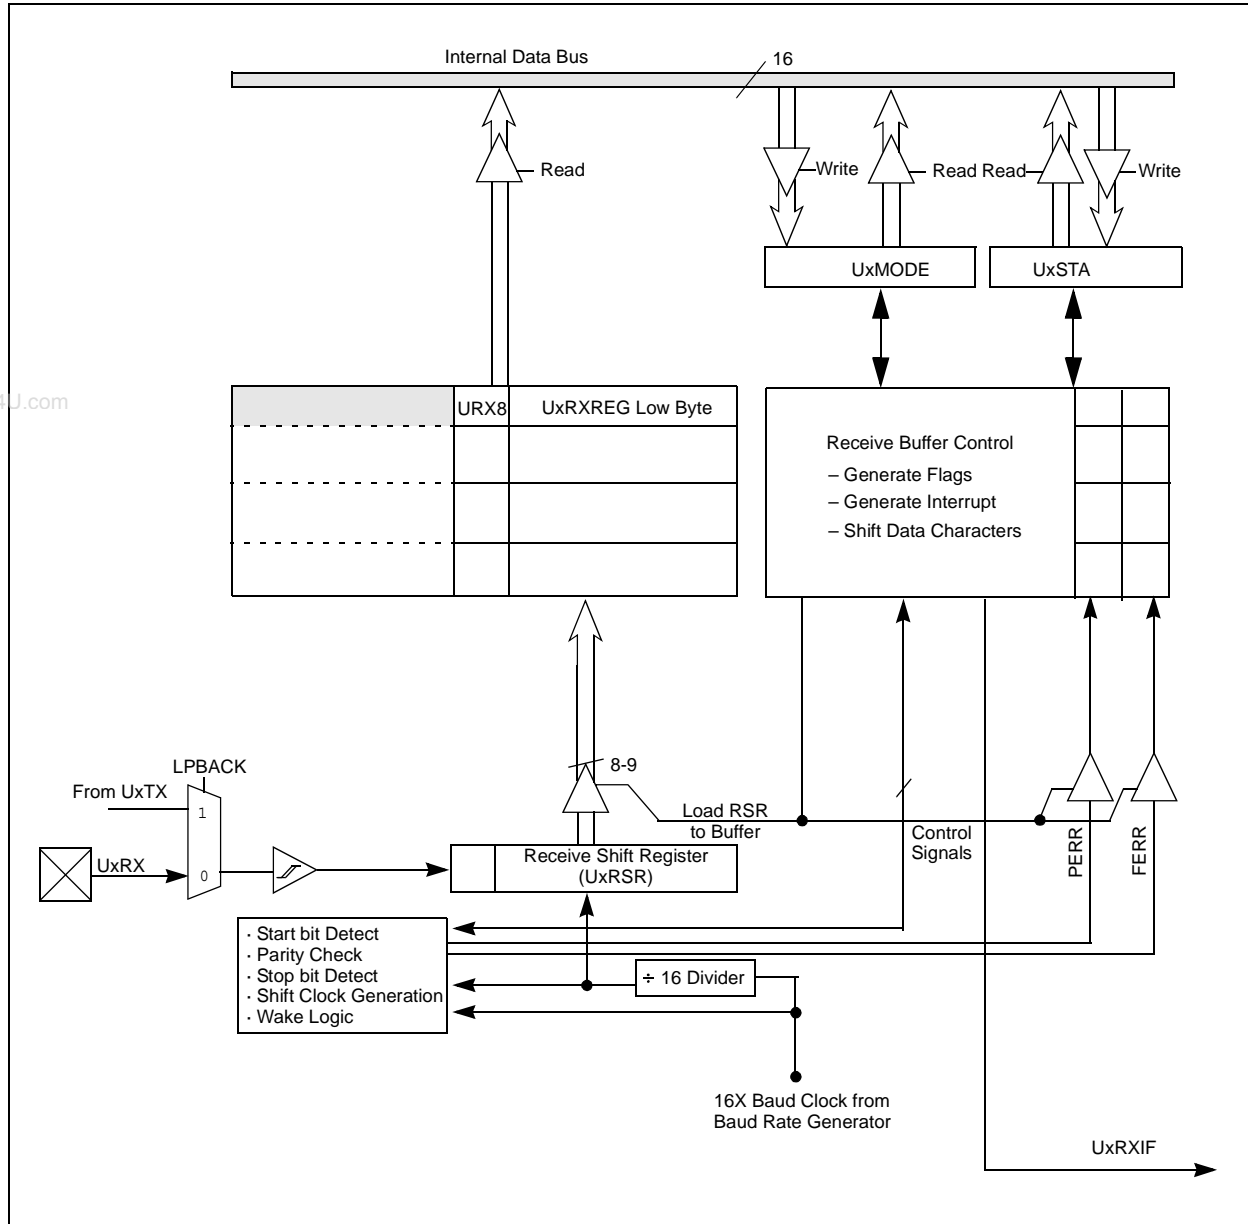 Internal Data Bus
16
Read
Write
Read Read
Write
UxMODE
UxSTA
4U.com
URX8
UxRXREG Low Byte
Receive Buffer Control
– Generate Flags
– Generate Interrupt
– Shift Data Characters
LPBACK
From UxTX
1
UxRX
0
8-9
Load RSR
to Buffer
Control
Signals
PERR
FERR
Receive Shift Register
(UxRSR)
· Start bit Detect
· Parity Check
· Stop bit Detect
· Shift Clock Generation
· Wake Logic
÷ 16 Divider
16X Baud Clock from
Baud Rate Generator
UxRXIF